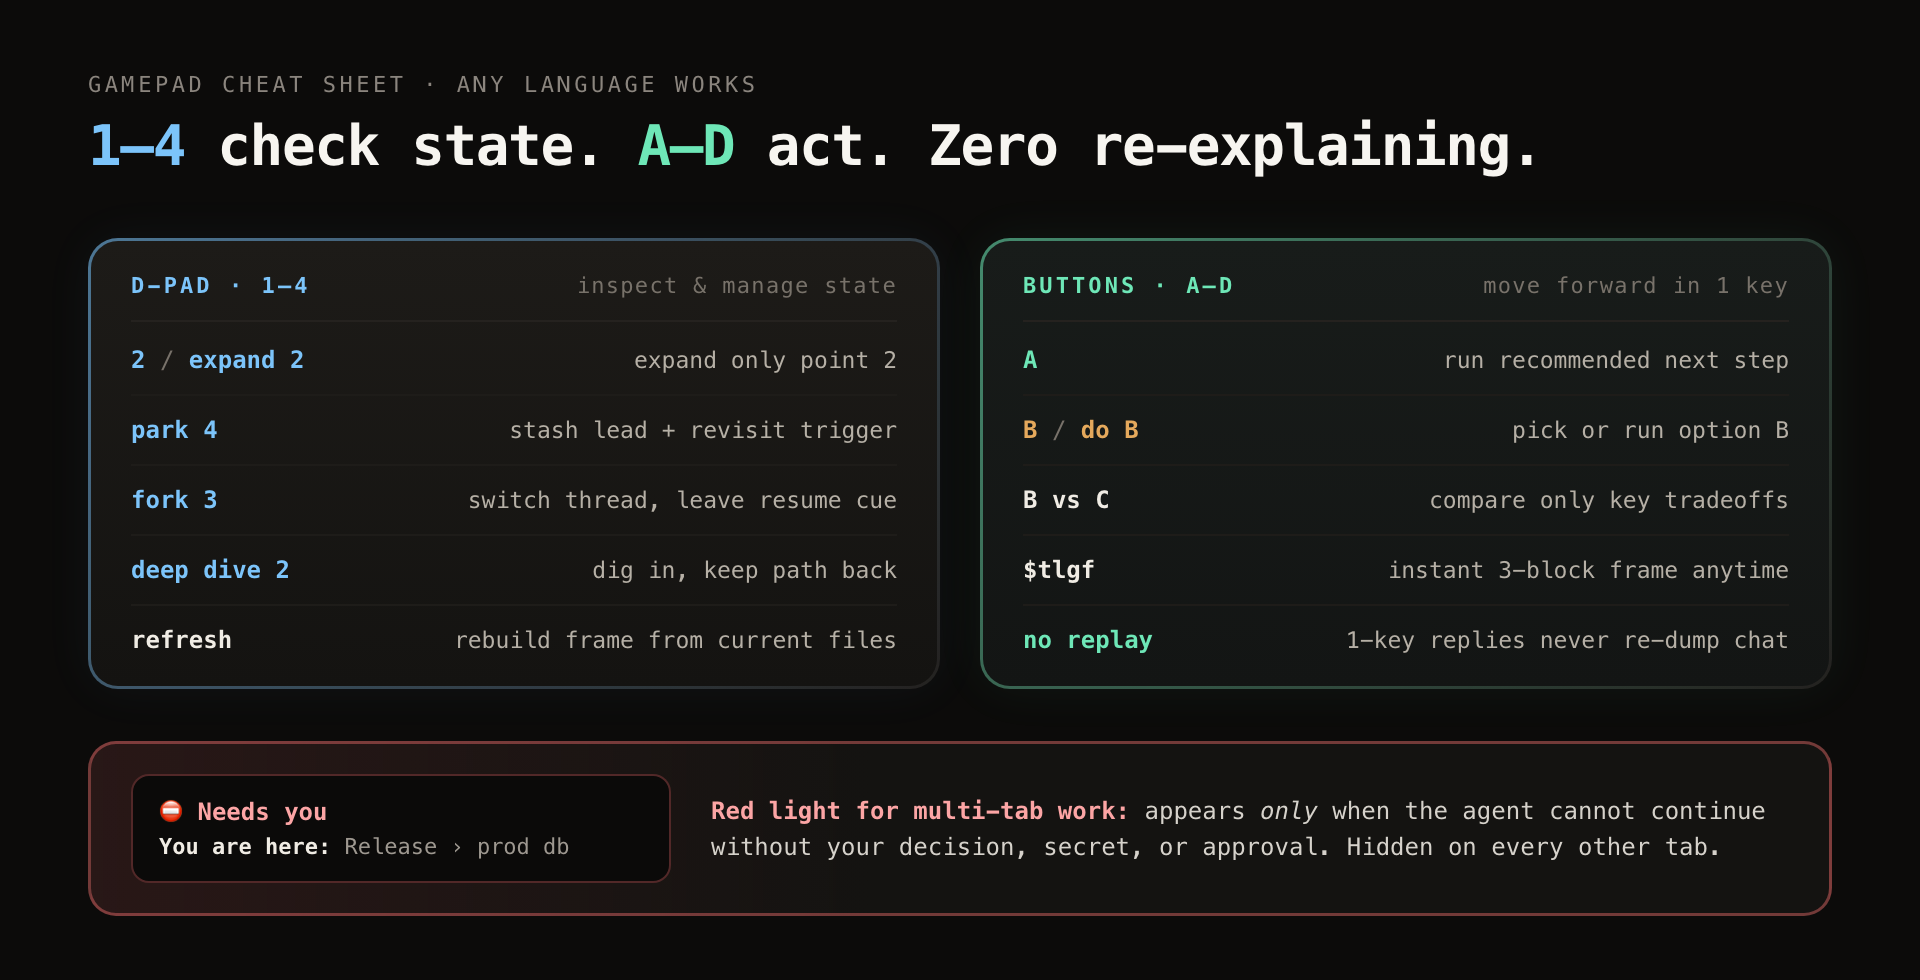 GAMEPAD CHEAT SHEET · ANY LANGUAGE WORKS
1–4 check state. A–D act. Zero re-explaining.
D-PAD · 1–4 inspect & manage state
2 / expand 2 expand only point 2
park 4 stash lead + revisit trigger
fork 3 switch thread, leave resume cue
deep dive 2 dig in, keep path back
refresh rebuild frame from current files
BUTTONS · A–D move forward in 1 key
A run recommended next step
B / do B pick or run option B
B vs C compare only key tradeoffs
$tlgf instant 3-block frame anytime
no replay 1-key replies never re-dump chat
⛔ Needs you
You are here: Release › prod db
Red light for multi-tab work: appears only when the agent cannot continue
without your decision, secret, or approval. Hidden on every other tab.